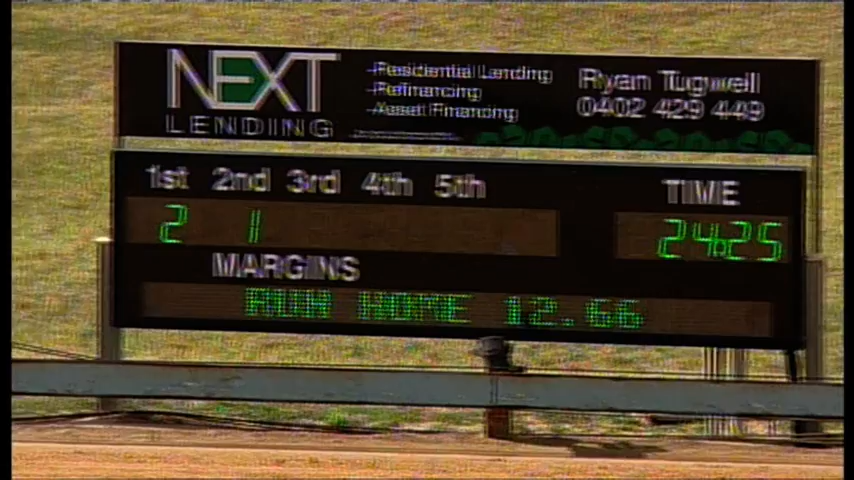 NEXT
LENDING
-Residential Lending
-Refinancing
-Asset Financing
Ryan Tugwell
0402 429 449
1st 2nd 3rd 4th 5th
TIME
2 1
24.25
MARGINS
RUN HOME 12.66